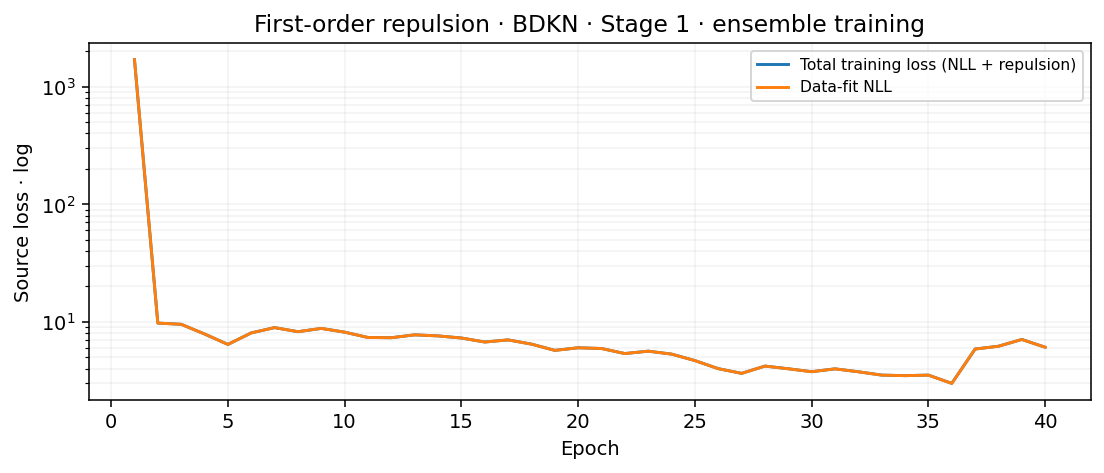 First-order repulsion · BDKN · Stage 1 · ensemble training
Total training loss (NLL + repulsion)
Data-fit NLL
Source loss · log
10³
10²
10¹
0 5 10 15 20 25 30 35 40
Epoch